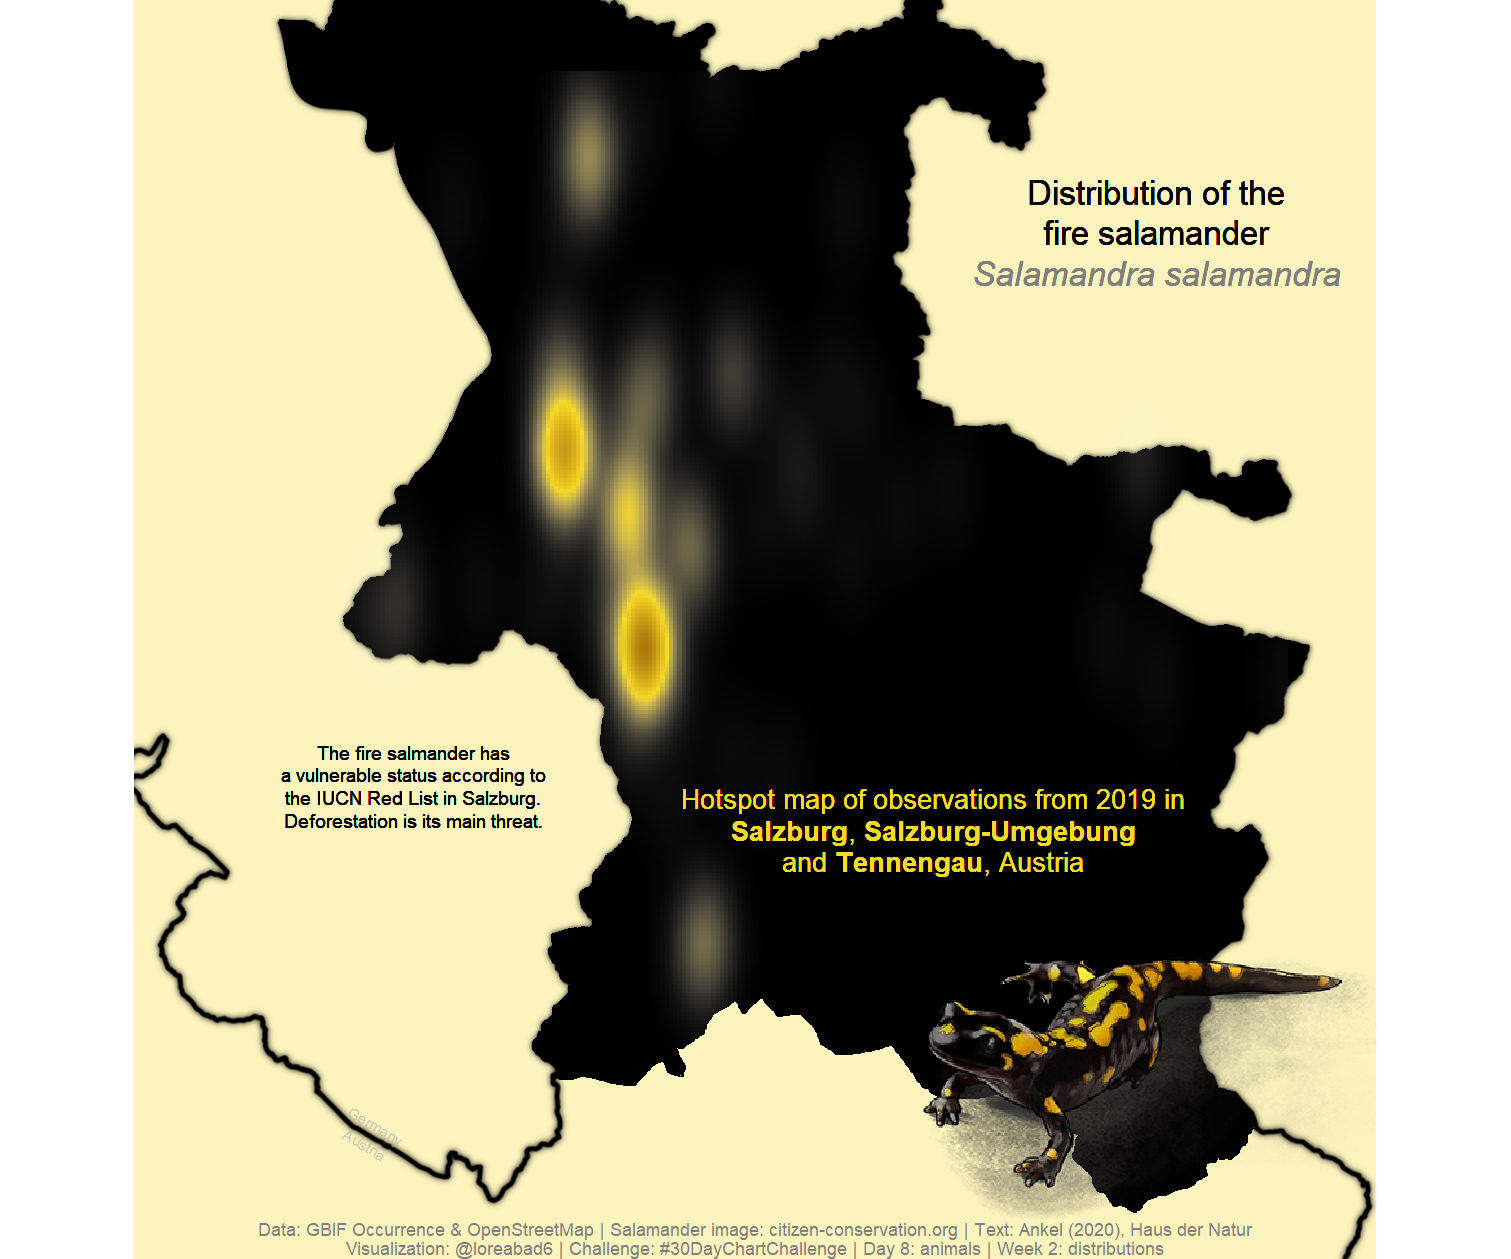 Distribution of the
fire salamander
Salamandra salamandra
The fire salmander has
a vulnerable status according to
the IUCN Red List in Salzburg.
Deforestation is its main threat.
Hotspot map of observations from 2019 in
Salzburg, Salzburg-Umgebung
and Tennengau, Austria
Germany
Austria
Data: GBIF Occurrence & OpenStreetMap | Salamander image: citizen-conservation.org | Text: Ankel (2020), Haus der Natur
Visualization: @loreabad6 | Challenge: #30DayChartChallenge | Day 8: animals | Week 2: distributions